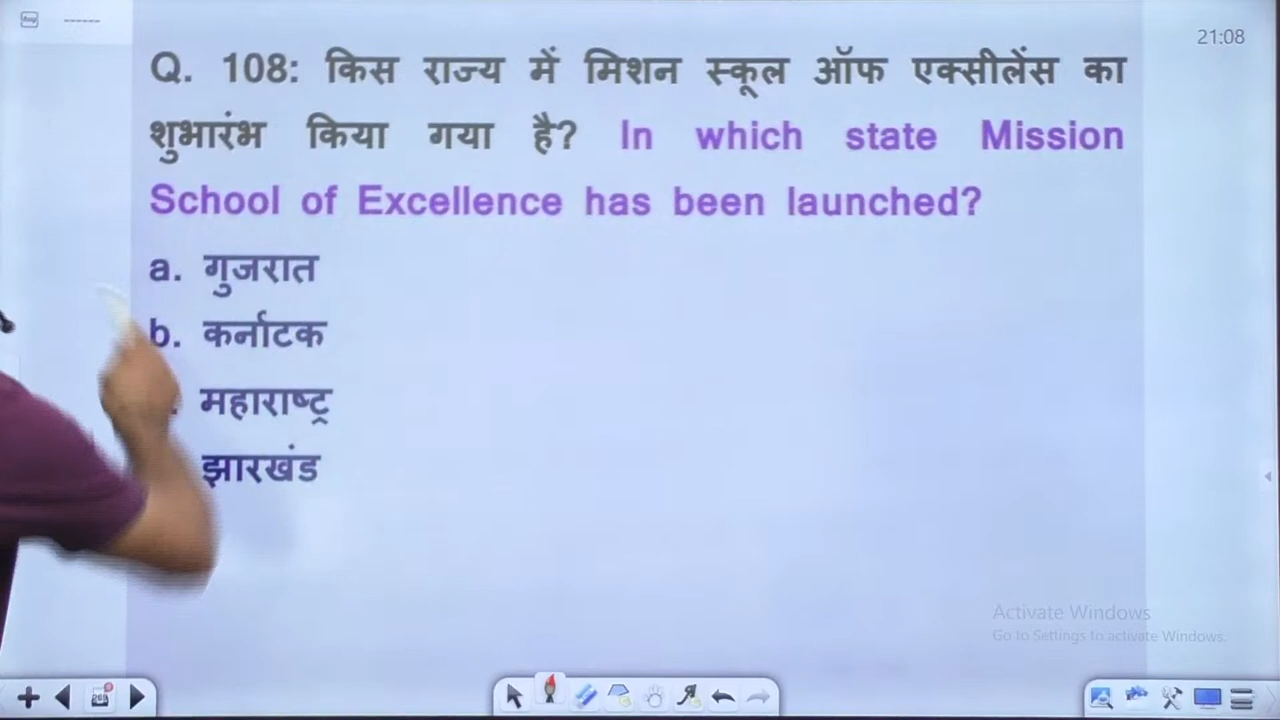 21:08
Q. 108: किस राज्य में मिशन स्कूल ऑफ एक्सीलेंस का
शुभारंभ किया गया है? In which state Mission
School of Excellence has been launched?
a. गुजरात
b. कर्नाटक
महाराष्ट्र
झारखंड
Activate Windows
Go to Settings to activate Windows.
269